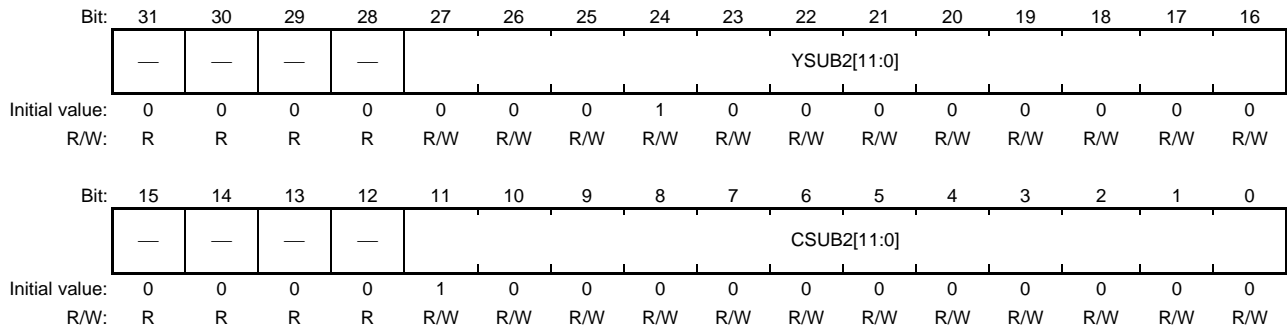 Bit: 31 30 29 28 27 26 25 24 23 22 21 20 19 18 17 16
— — — — YSUB2[11:0]
Initial value: 0 0 0 0 0 0 0 1 0 0 0 0 0 0 0 0
R/W: R R R R R/W R/W R/W R/W R/W R/W R/W R/W R/W R/W R/W R/W
Bit: 15 14 13 12 11 10 9 8 7 6 5 4 3 2 1 0
— — — — CSUB2[11:0]
Initial value: 0 0 0 0 1 0 0 0 0 0 0 0 0 0 0 0
R/W: R R R R R/W R/W R/W R/W R/W R/W R/W R/W R/W R/W R/W R/W